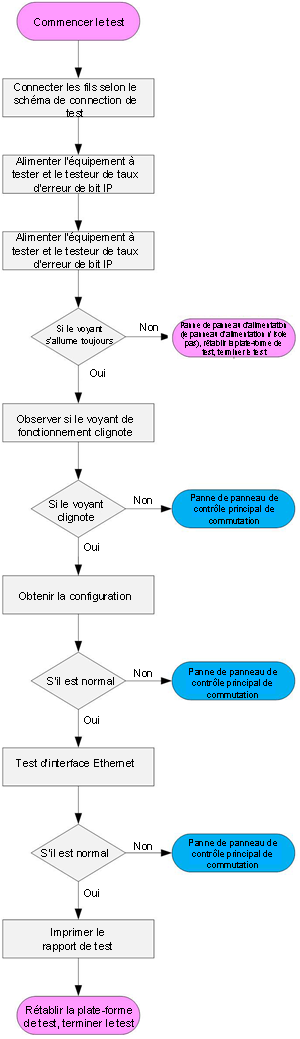 Commencer le test
Connecter les fils selon le
schéma de connection de
test
Alimenter l'équipement à
tester et le testeur de taux
d'erreur de bit IP
Alimenter l'équipement à
tester et le testeur de taux
d'erreur de bit IP
Si le voyant
s'allume toujours
Non
Panne de panneau d'alimentation
(le panneau d'alimentation n'isole
pas), rétablir la plate-forme de
test, terminer le test
Oui
Observer si le voyant de
fonctionnement clignote
Si le voyant
clignote
Non
Panne de panneau de
contrôle principal de
commutation
Oui
Obtenir la configuration
S'il est normal
Non
Panne de panneau de
contrôle principal de
commutation
Oui
Test d'interface Ethernet
S'il est normal
Non
Panne de panneau de
contrôle principal de
commutation
Oui
Imprimer le
rapport de test
Rétablir la plate-forme
de test, terminer le test